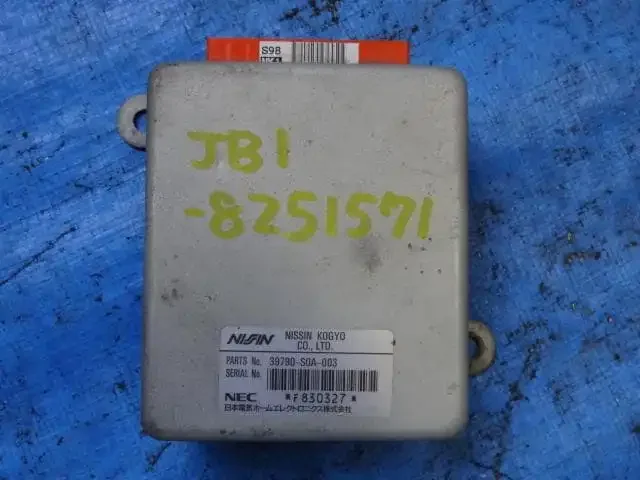 S98
JB1
-8251571
NISSIN NISSIN KOGYO
CO., LTD.
PARTS No. 39790-S0A-003
SERIAL No.
NEC *F830327*
日本電気ホームエレクトロニクス株式会社